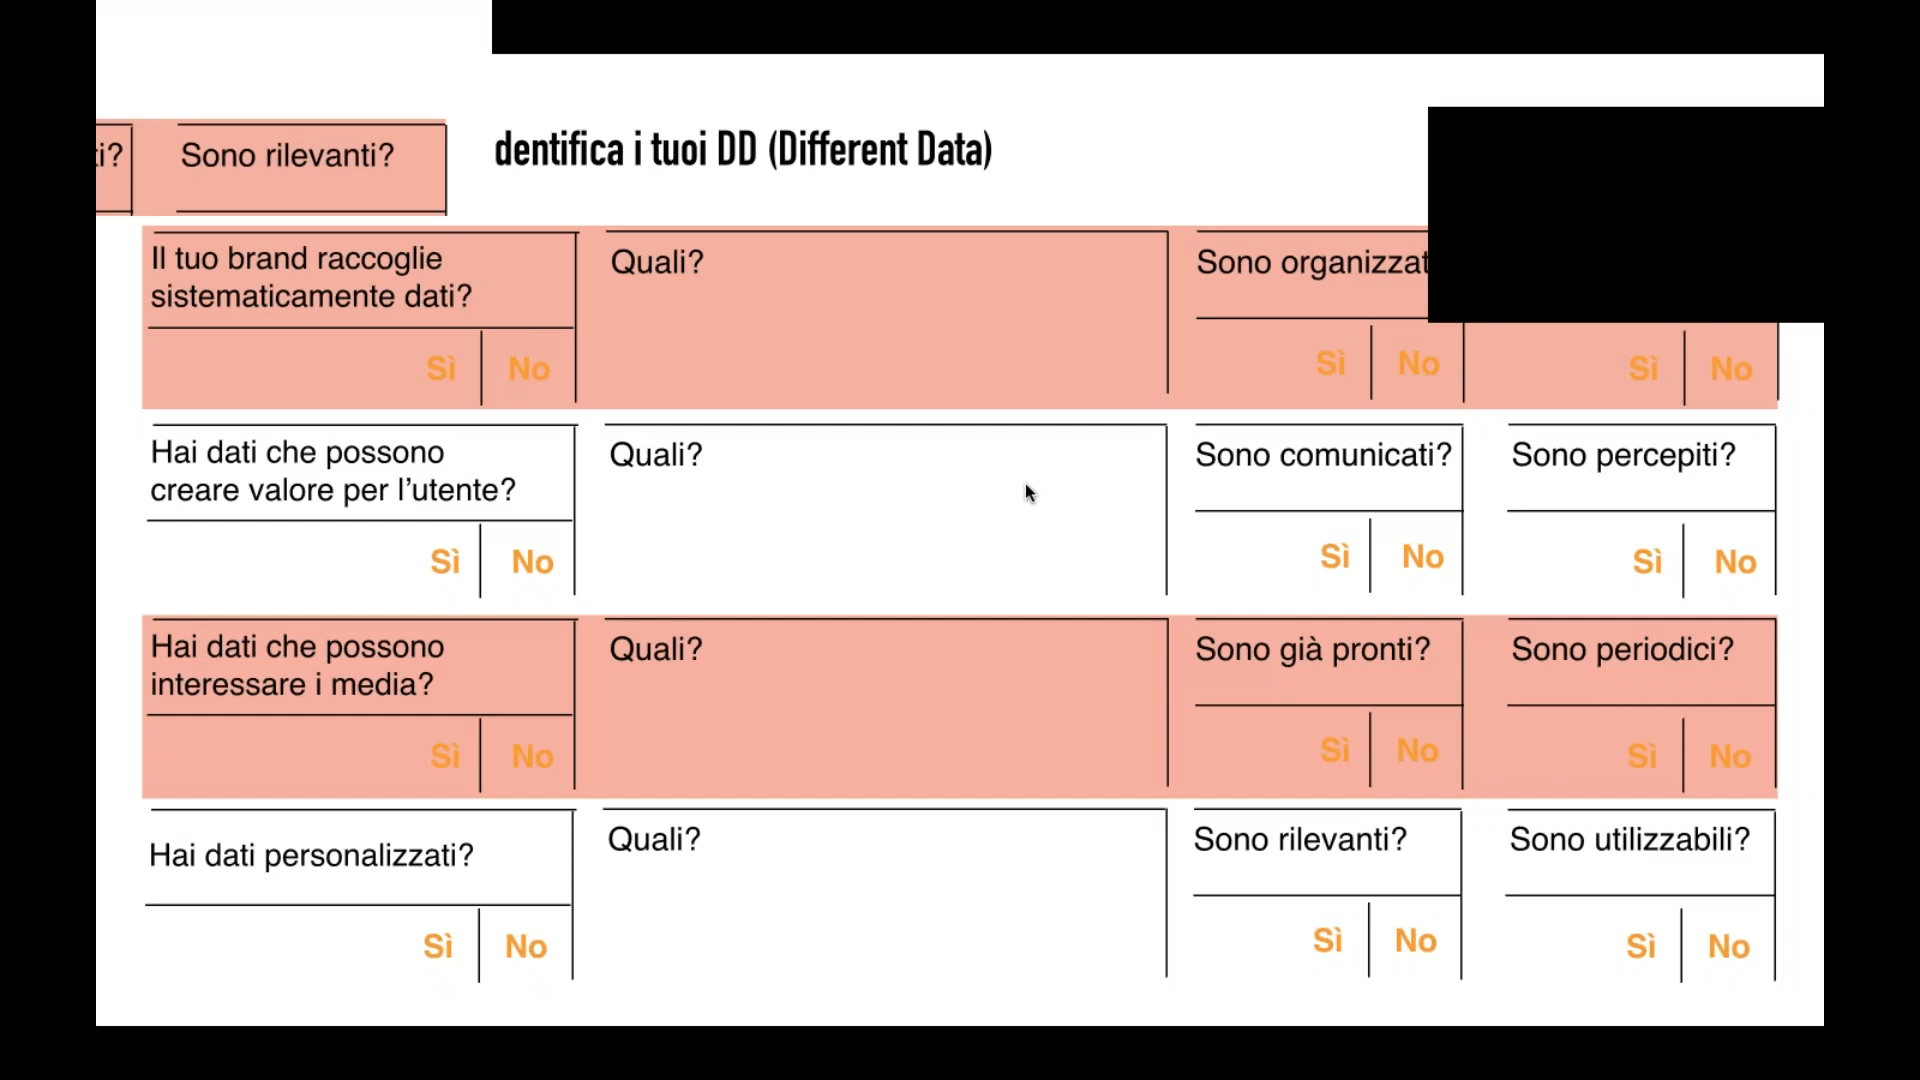 ti?
Sono rilevanti?
dentifica i tuoi DD (Different Data)
Il tuo brand raccoglie
sistematicamente dati?
Sì
No
Quali?
Sono organizzat
Sì
No
Sì
No
Hai dati che possono
creare valore per l’utente?
Sì
No
Quali?
Sono comunicati?
Sì
No
Sono percepiti?
Sì
No
Hai dati che possono
interessare i media?
Sì
No
Quali?
Sono già pronti?
Sì
No
Sono periodici?
Sì
No
Hai dati personalizzati?
Sì
No
Quali?
Sono rilevanti?
Sì
No
Sono utilizzabili?
Sì
No